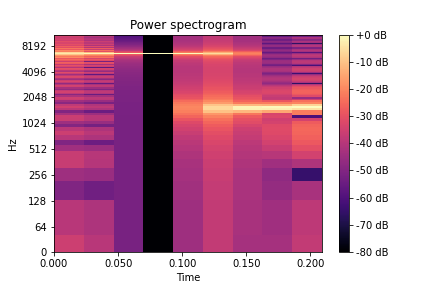 Power spectrogram
Hz
8192
4096
2048
1024
512
256
128
64
0
0.000 0.050 0.100 0.150 0.200
Time
+0 dB
-10 dB
-20 dB
-30 dB
-40 dB
-50 dB
-60 dB
-70 dB
-80 dB